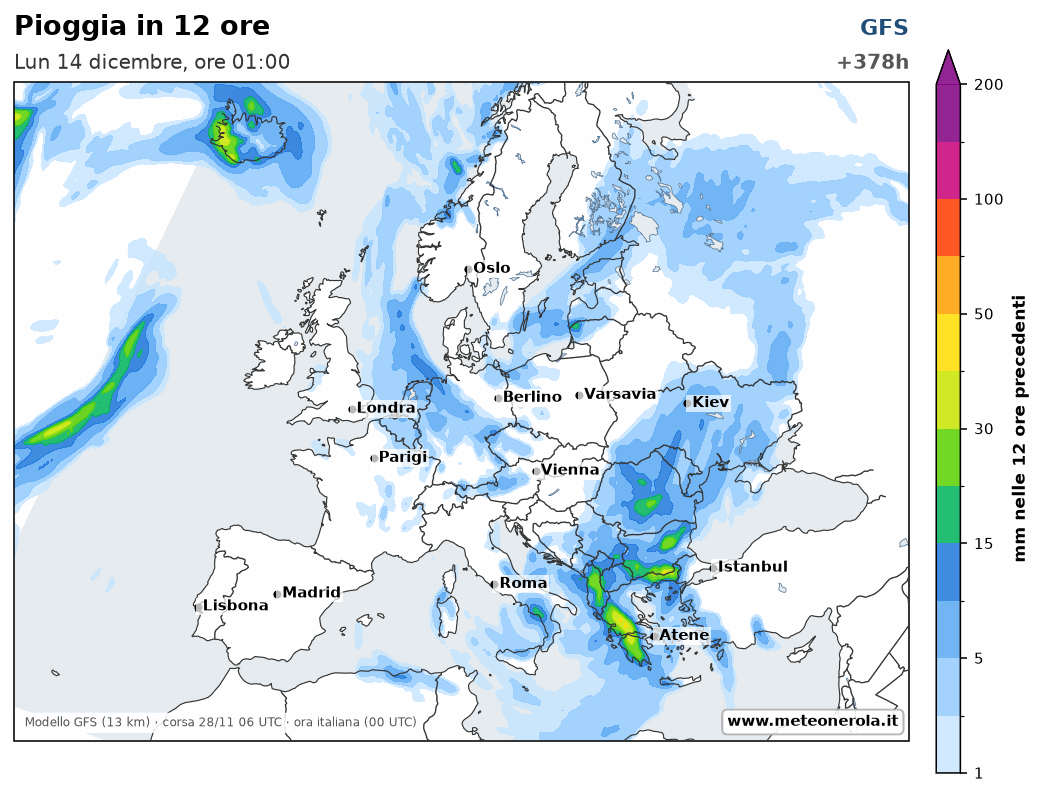 Pioggia in 12 ore
GFS
Lun 14 dicembre, ore 01:00
+378h
200
100
50
30
15
5
1
mm nelle 12 ore precedenti
Oslo
Londra
Berlino
Varsavia
Kiev
Parigi
Vienna
Istanbul
Roma
Madrid
Lisbona
Atene
Modello GFS (13 km) · corsa 28/11 06 UTC · ora italiana (00 UTC)
www.meteonerola.it